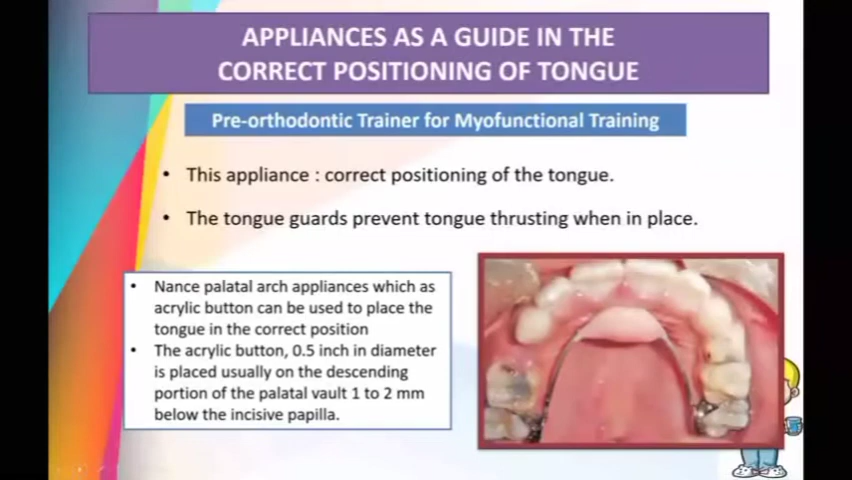 APPLIANCES AS A GUIDE IN THE
CORRECT POSITIONING OF TONGUE
Pre-orthodontic Trainer for Myofunctional Training
• This appliance : correct positioning of the tongue.
• The tongue guards prevent tongue thrusting when in place.
• Nance palatal arch appliances which as
acrylic button can be used to place the
tongue in the correct position
• The acrylic button, 0.5 inch in diameter
is placed usually on the descending
portion of the palatal vault 1 to 2 mm
below the incisive papilla.